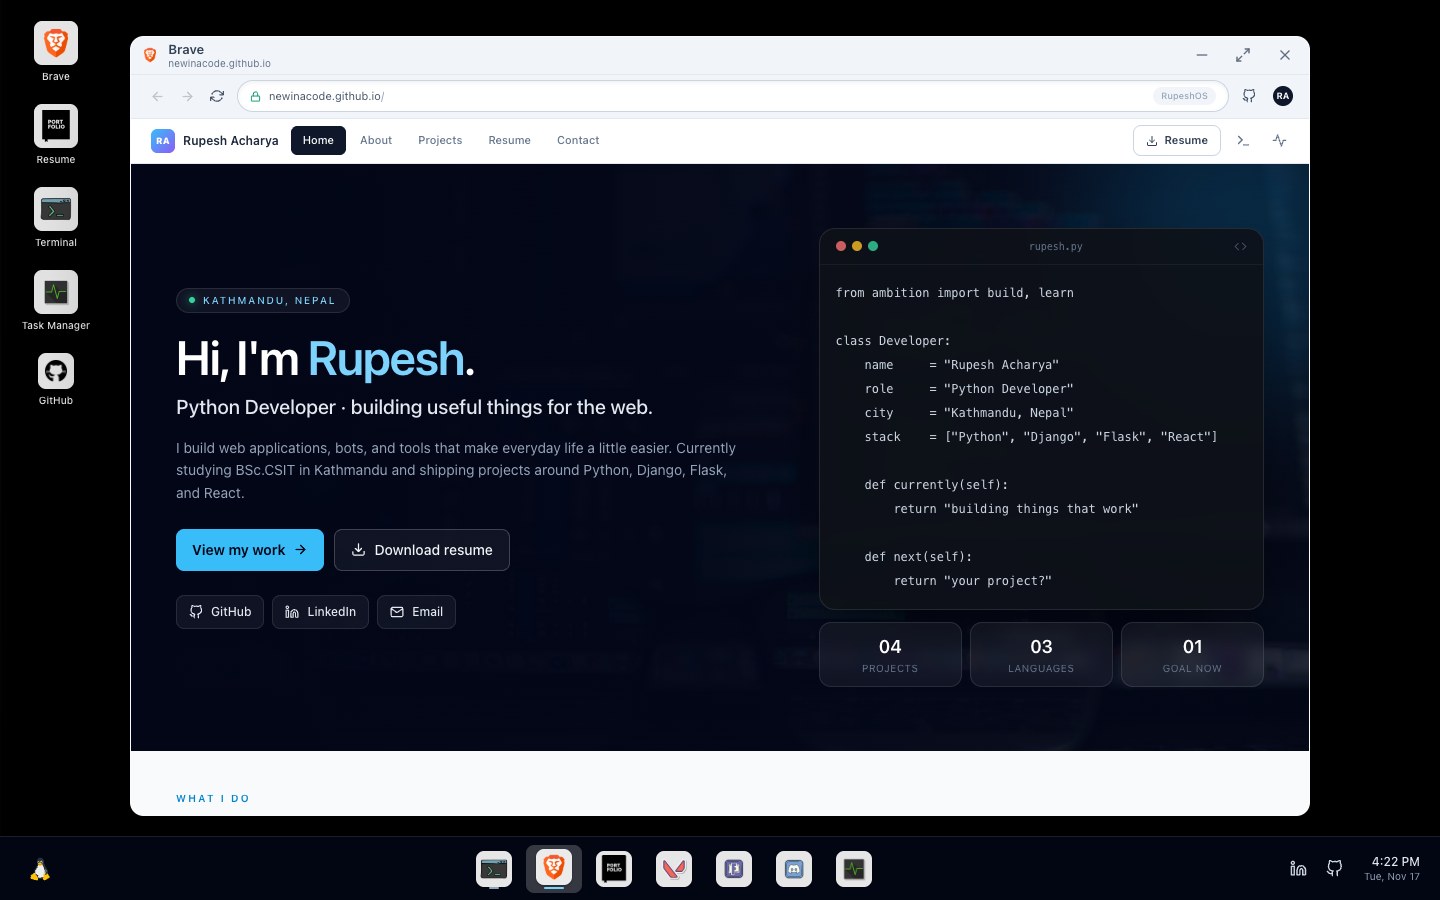 Brave
Resume
Terminal
Task Manager
GitHub
Brave
newinacode.github.io
newinacode.github.io/
RupeshOS
RA
RA
Rupesh Acharya
Home
About
Projects
Resume
Contact
Resume
KATHMANDU, NEPAL
Hi, I'm Rupesh.
Python Developer · building useful things for the web.
I build web applications, bots, and tools that make everyday life a little easier. Currently
studying BSc.CSIT in Kathmandu and shipping projects around Python, Django, Flask,
and React.
View my work
Download resume
GitHub
LinkedIn
Email
rupesh.py
from ambition import build, learn
class Developer:
name = "Rupesh Acharya"
role = "Python Developer"
city = "Kathmandu, Nepal"
stack = ["Python", "Django", "Flask", "React"]
def currently(self):
return "building things that work"
def next(self):
return "your project?"
04
PROJECTS
03
LANGUAGES
01
GOAL NOW
WHAT I DO
PORT
FOLIO
PORT
FOLIO
4:22 PM
Tue, Nov 17